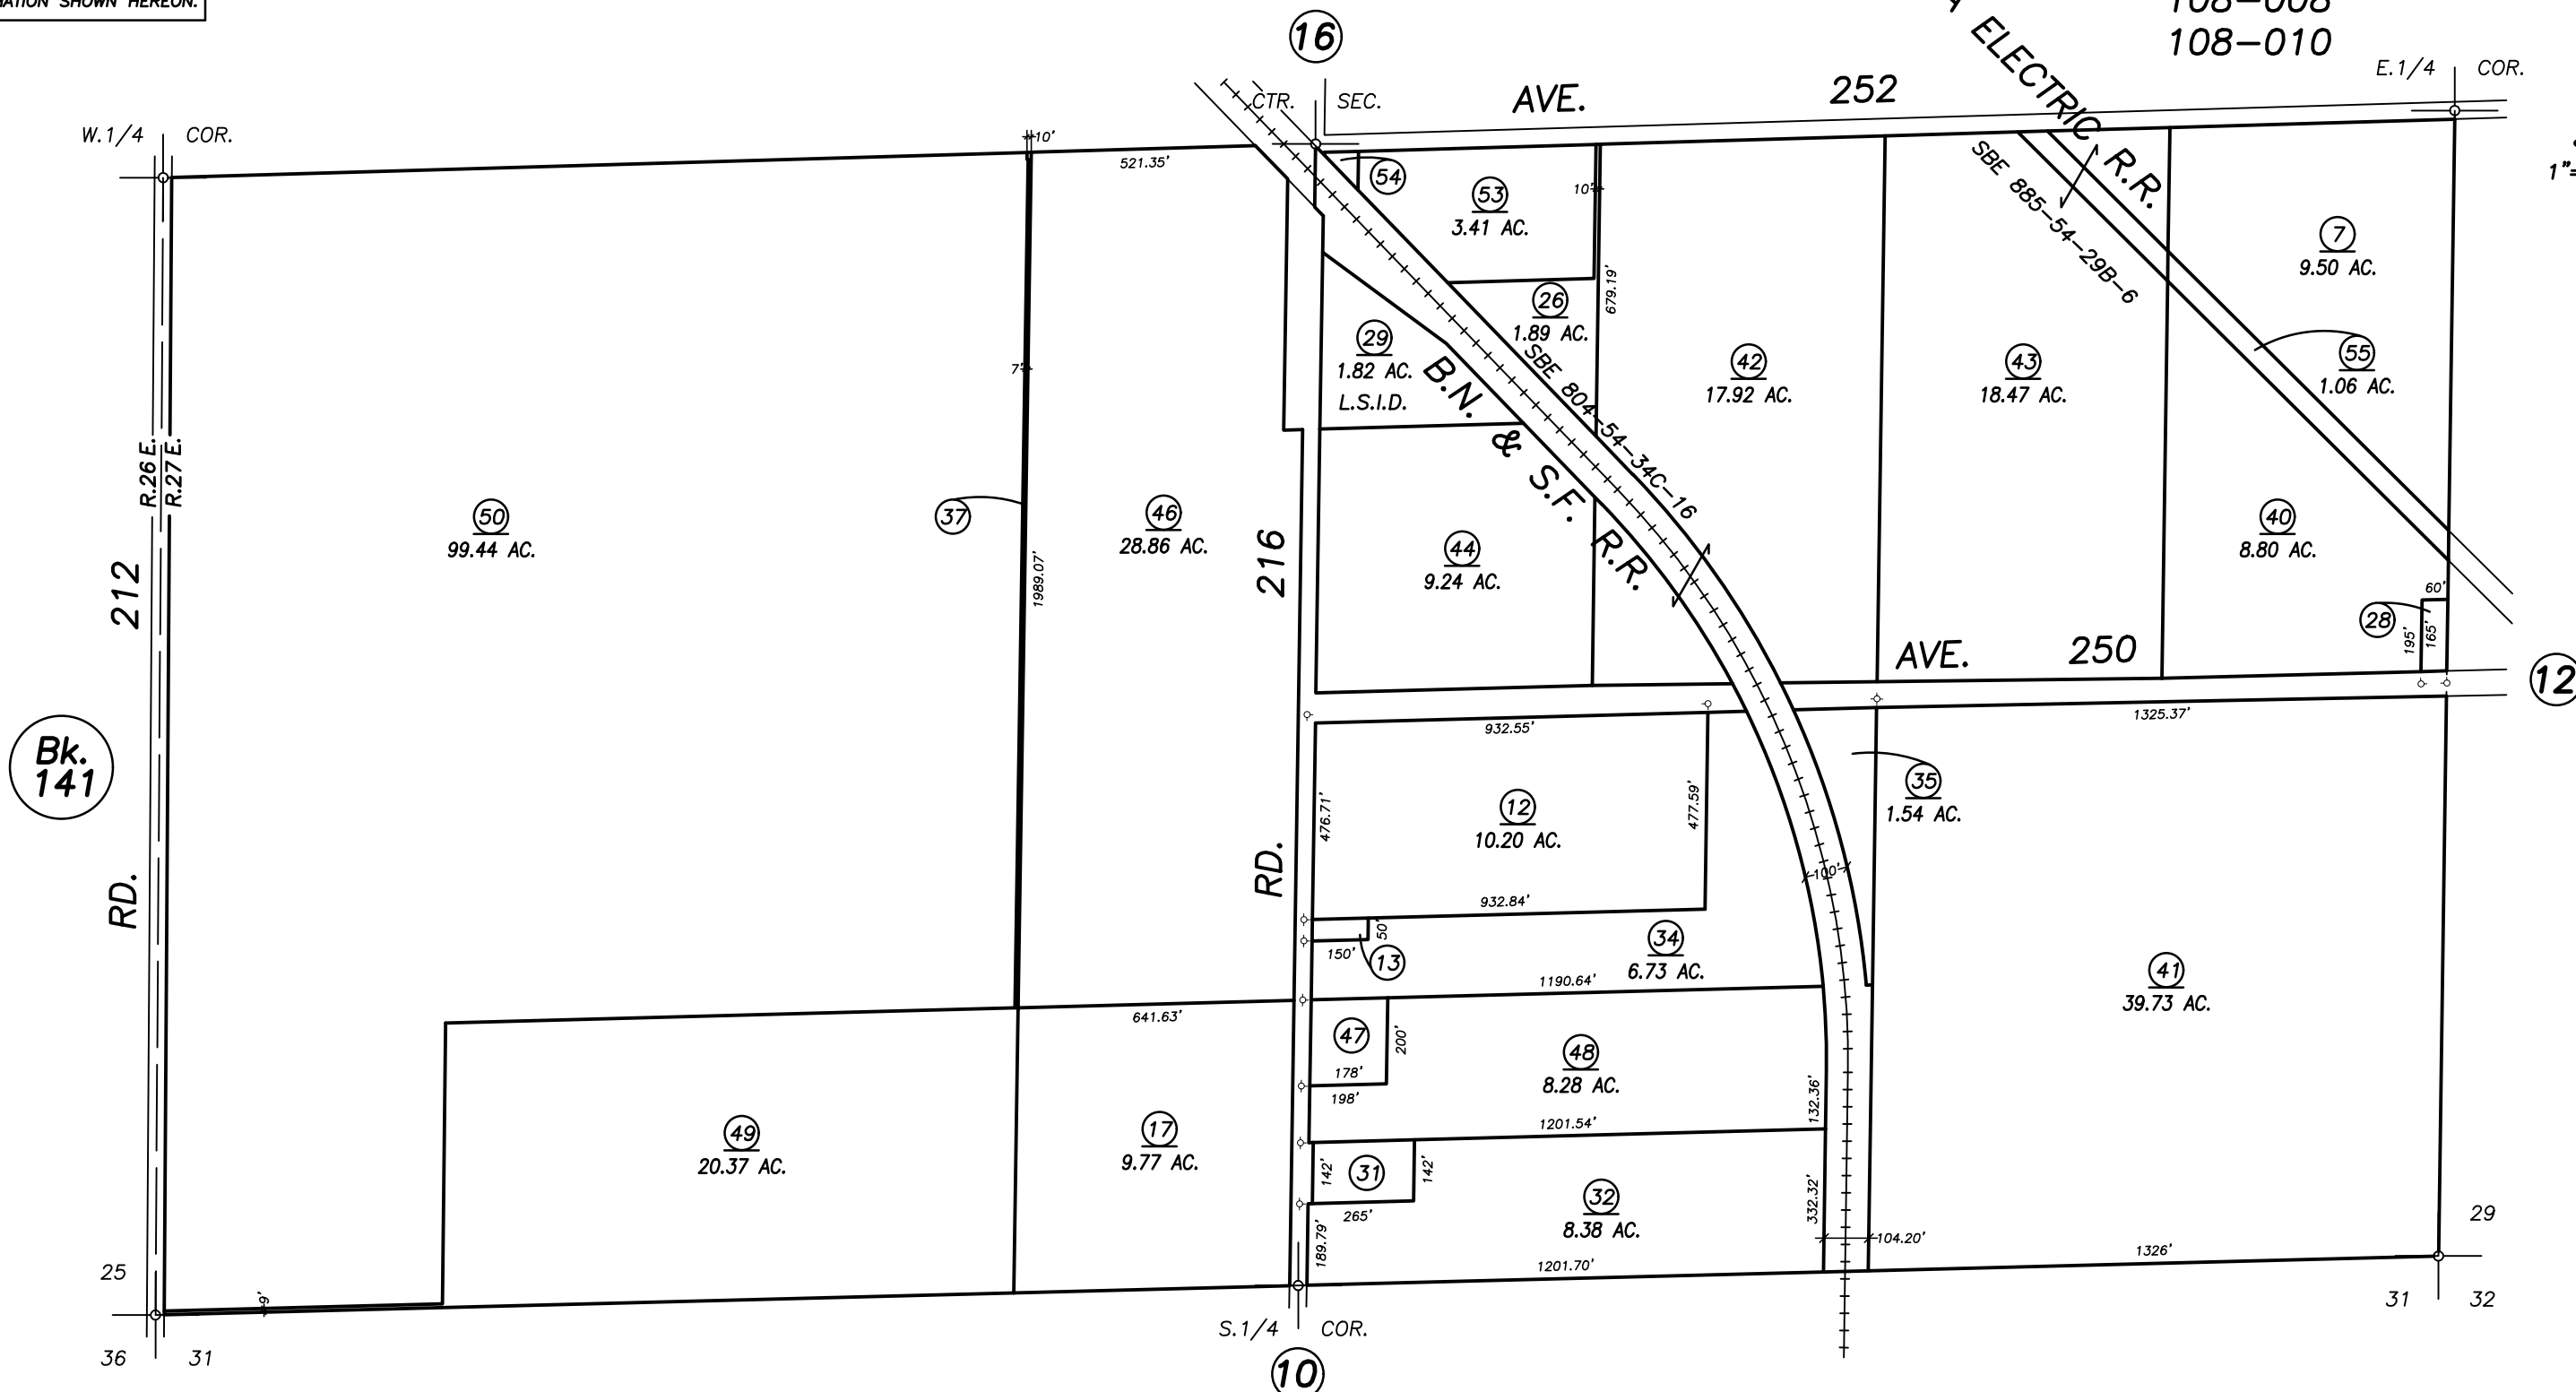 SHOWN HEREON.
108-010
16
CTR. SEC.
AVE. 252
ELECTRIC R.R.
E.1/4 COR.
W.1/4 COR.
10'
521.35'
54
53
3.41 AC.
10'
SBE 885-54-29B-6
7
9.50 AC.
1"=
26
1.89 AC.
679.19'
29
1.82 AC.
L.S.I.D.
B.N. & S.F. R.R.
SBE 804-54-34C-16
42
17.92 AC.
43
18.47 AC.
55
1.06 AC.
7'
R.26 E.
R.27 E.
50
99.44 AC.
37
46
28.86 AC.
1989.07'
44
9.24 AC.
40
8.80 AC.
60'
28
195'
165'
212 RD.
216 RD.
AVE. 250
12
Bk.
141
932.55'
1325.37'
476.71'
12
10.20 AC.
477.59'
35
1.54 AC.
100'
932.84'
50'
150'
13
34
6.73 AC.
1190.64'
41
39.73 AC.
641.63'
47
200'
178'
198'
48
8.28 AC.
132.36'
1201.54'
49
20.37 AC.
17
9.77 AC.
142'
31
142'
265'
32
8.38 AC.
332.32'
189.79'
1201.70'
104.20'
1326'
29
25
9'
31
32
36
31
S.1/4 COR.
10